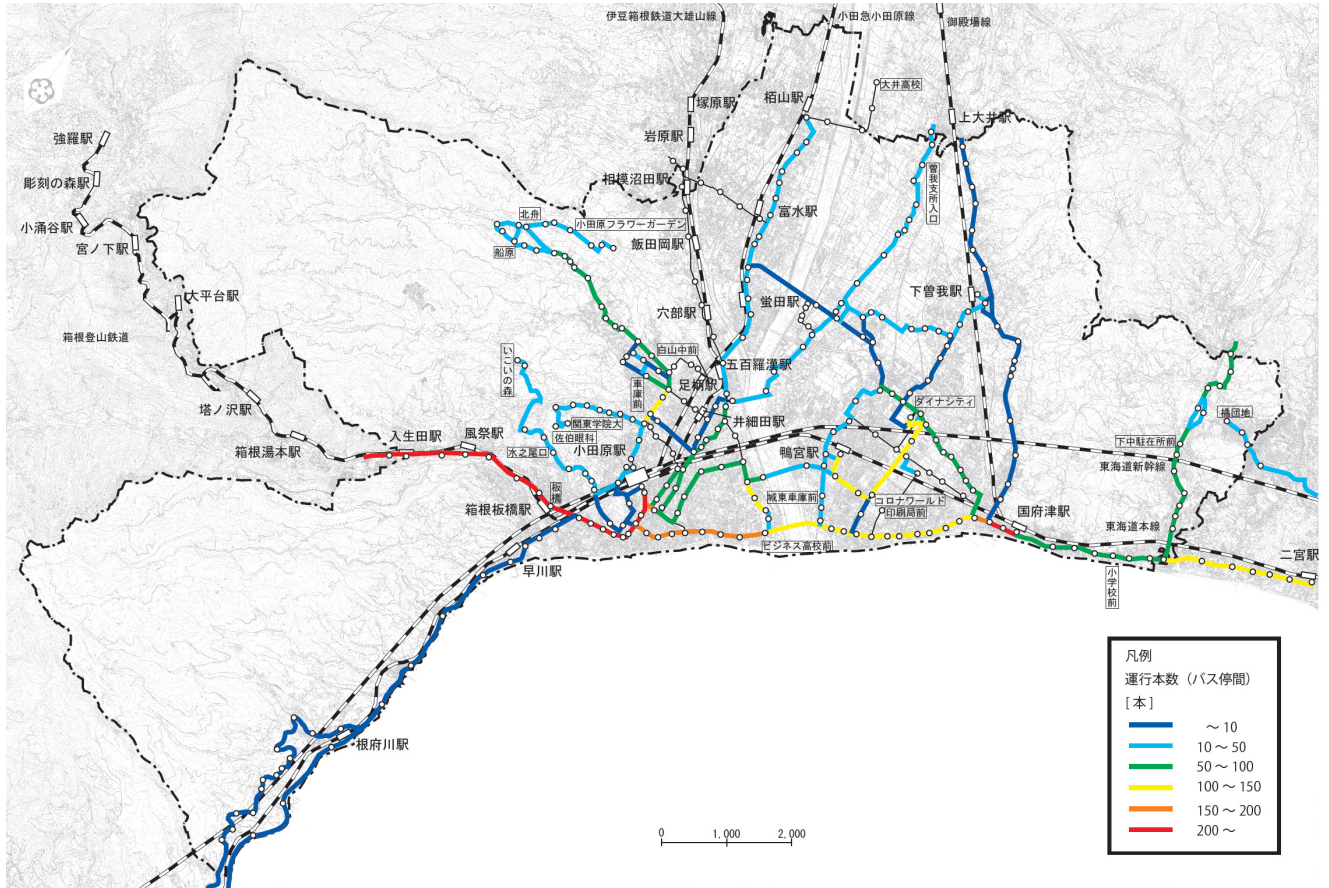 伊豆箱根鉄道大雄山線
小田急小田原線
御殿場線
大井高校
栢山駅
塚原駅
上大井駅
強羅駅
岩原駅
彫刻の森駅
相模沼田駅
曽我支所入口
北舟
富水駅
小涌谷駅
小田原フラワーガーデン
宮ノ下駅
飯田岡駅
船原
大平台駅
下曽我駅
螢田駅
穴部駅
箱根登山鉄道
いこいの森
白山中前
五百羅漢駅
車庫前
足柄駅
ダイナシティ
塔ノ沢駅
橘団地
関東学院大
井細田駅
入生田駅
風祭駅
佐伯眼科
下中駐在所前
箱根湯本駅
水之尾口
小田原駅
鴨宮駅
東海道新幹線
板橋
城東車庫前
コロナワールド
箱根板橋駅
印刷局前
国府津駅
東海道本線
ビジネス高校前
二宮駅
早川駅
小学校前
根府川駅
凡例
運行本数（バス停間）
[本]
～10
10～50
50～100
100～150
150～200
200～
0 1,000 2,000